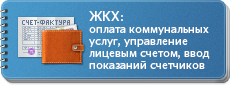 СЧЕТ-ФАКТУРА
ЖКХ:
оплата коммунальных
услуг, управление
лицевым счетом, ввод
показаний счетчиков